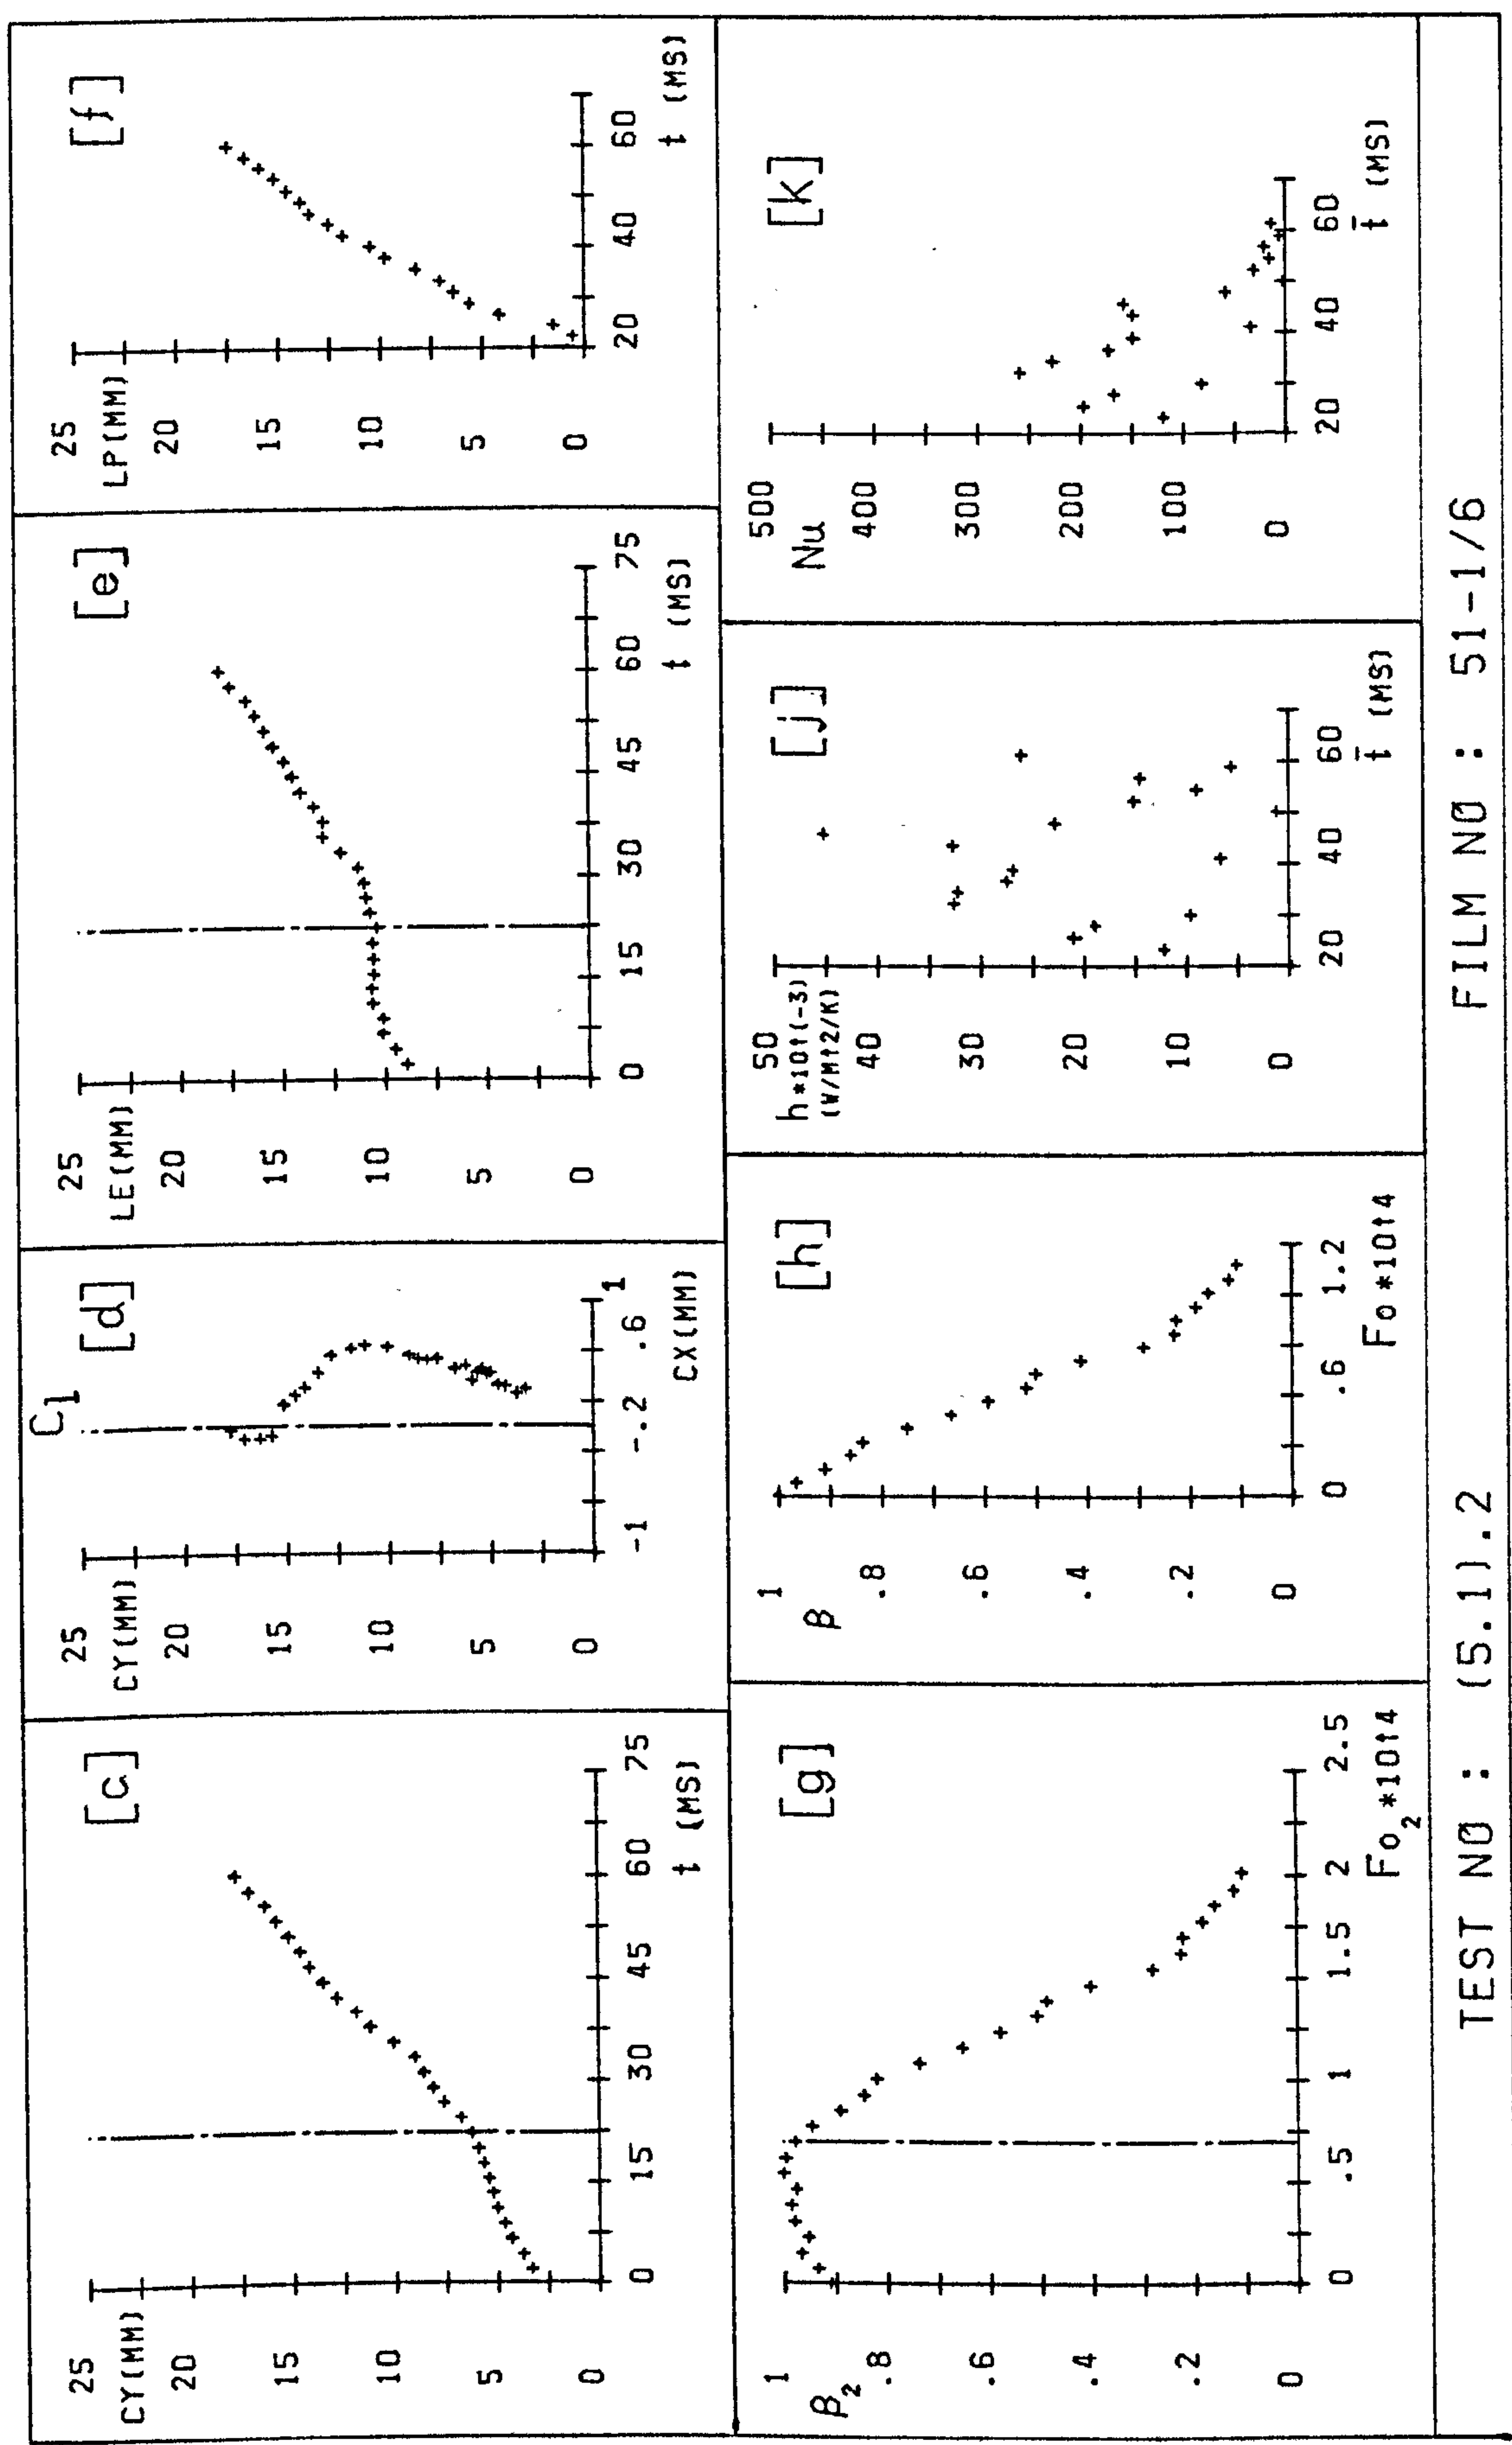 [c]
25
CY(MM)
20
15
10
5
0
0 15 30 45 60 75
t (MS)
C1
[d]
25
CY(MM)
20
15
10
5
0
-1 -.2 .6 1
CX(MM)
[e]
25
LE(MM)
20
15
10
5
0
0 15 30 45 60 75
t (MS)
[f]
25
LP(MM)
20
15
10
5
0
20 40 60
t (MS)
[g]
1
β2
.8
.6
.4
.2
0
0 .5 1 1.5 2 2.5
Fo2*10↑4
[h]
1
β
.8
.6
.4
.2
0
0 .6 1.2
Fo*10↑4
[j]
50
h*10↑(-3)
(W/M↑2/K)
40
30
20
10
0
20 40 60
t̄ (MS)
[k]
500
Nu
400
300
200
100
0
20 40 60
t̄ (MS)
TEST NØ : (5.1).2 FILM NØ : 51-1/6